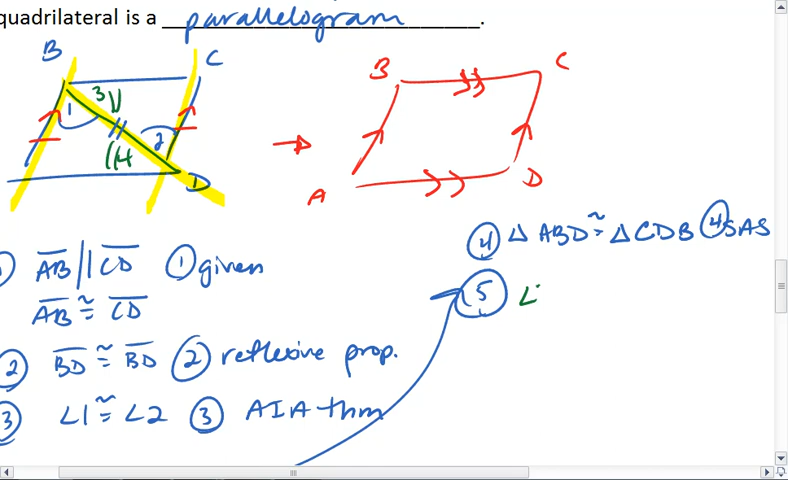 quadrilateral is a parallelogram.
B C
3 1 2
D
B C
A D
④ △ABD ≅ △CDB ④ SAS
AB || CD ① given
⑤ ∠
AB ≅ CD
② BD ≅ BD ② reflexive prop.
③ ∠1 ≅ ∠2 ③ AIA thm